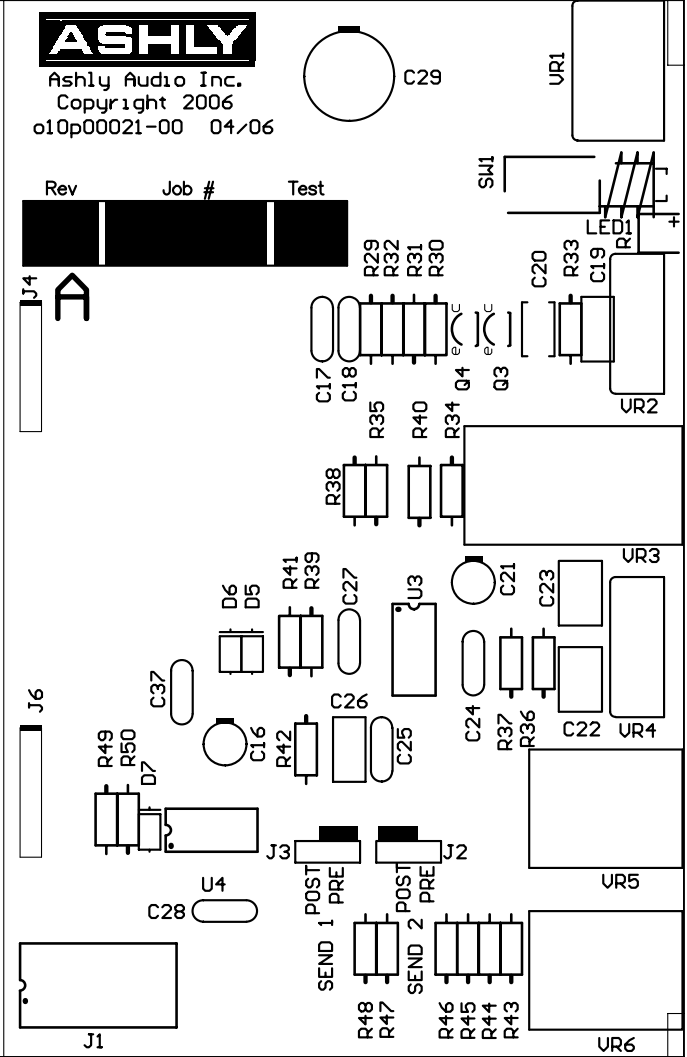 ASHLY
Ashly Audio Inc.
Copyright 2006
o10p00021-00 04/06
C29
VR1
SW1
Rev Job # Test
LED1
R
+
J4
A
R29
R32
R31
R30
C20
R33
C19
c
e
c
e
C17
C18
Q4
Q3
VR2
R35
R40
R34
R38
VR3
D6
D5
R41
R39
C27
U3
C21
C23
C37
J6
C26
C24
R37
R36
C22
VR4
R49
R50
D7
C16
R42
C25
J3
J2
POST
PRE
POST
PRE
VR5
U4
C28
SEND 1
SEND 2
J1
R48
R47
R46
R45
R44
R43
VR6